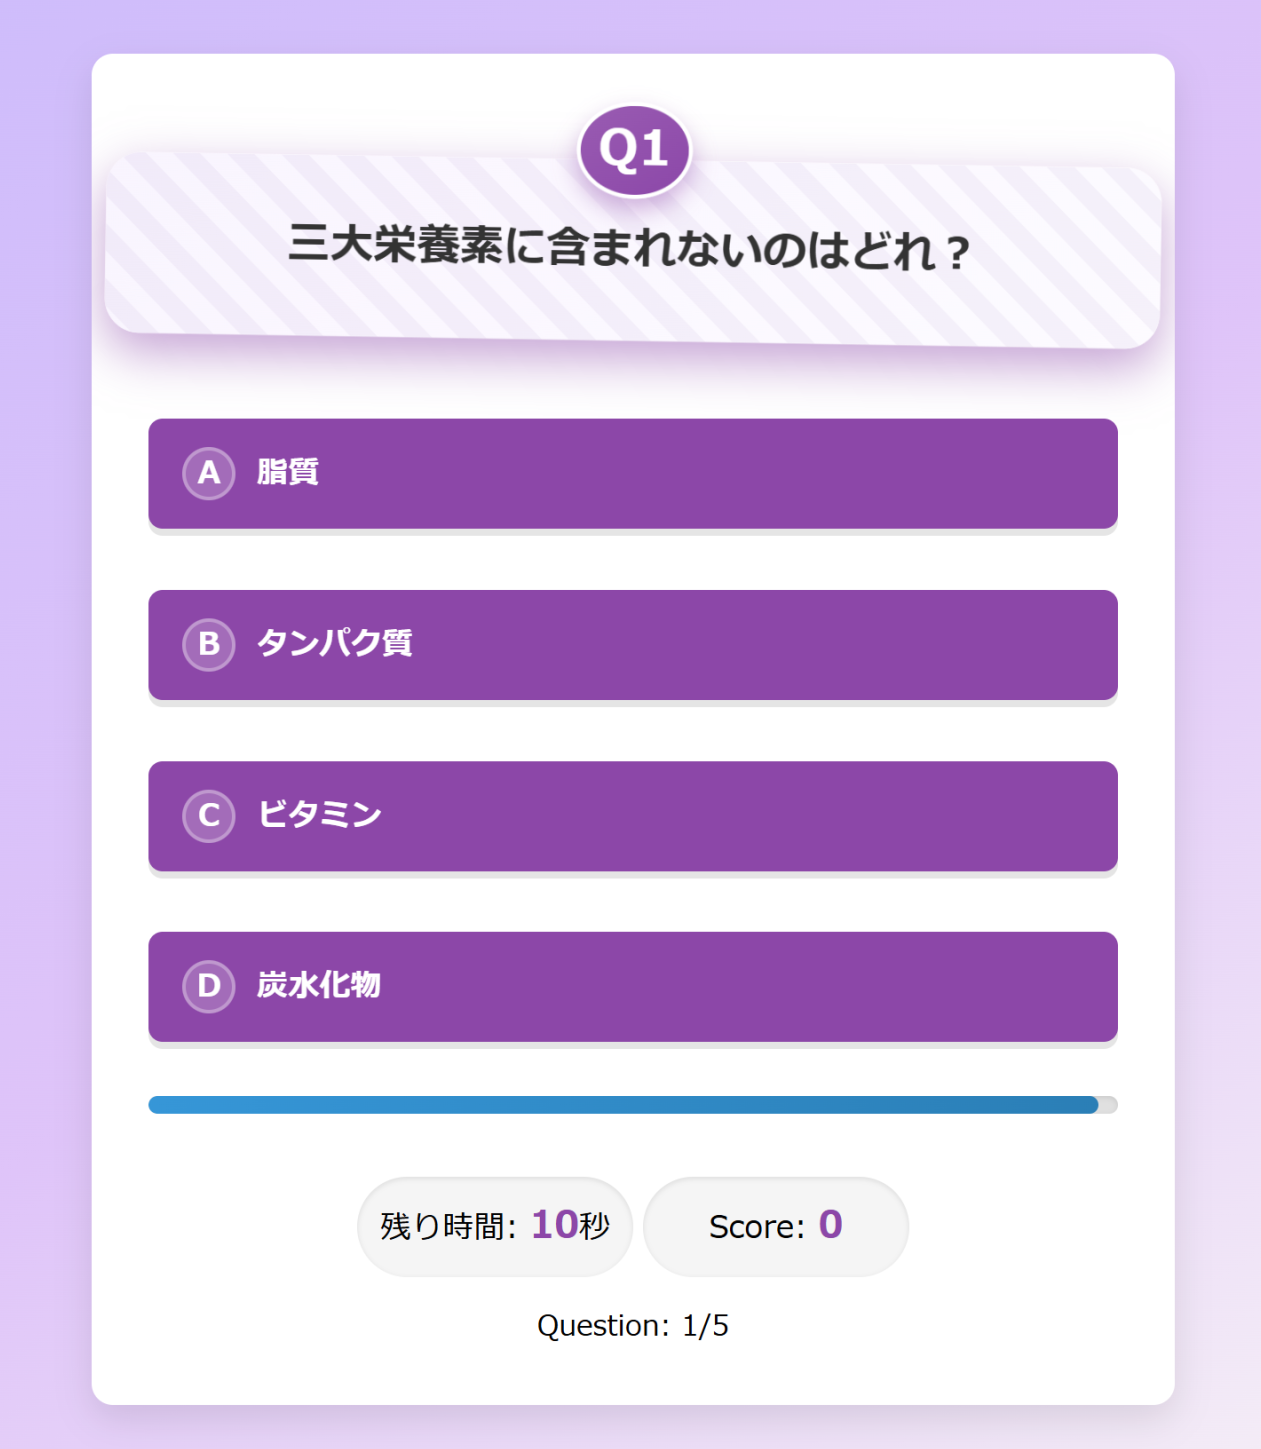 Q1
三大栄養素に含まれないのはどれ？
A 脂質
B タンパク質
C ビタミン
D 炭水化物
残り時間: 10秒 Score: 0
Question: 1/5